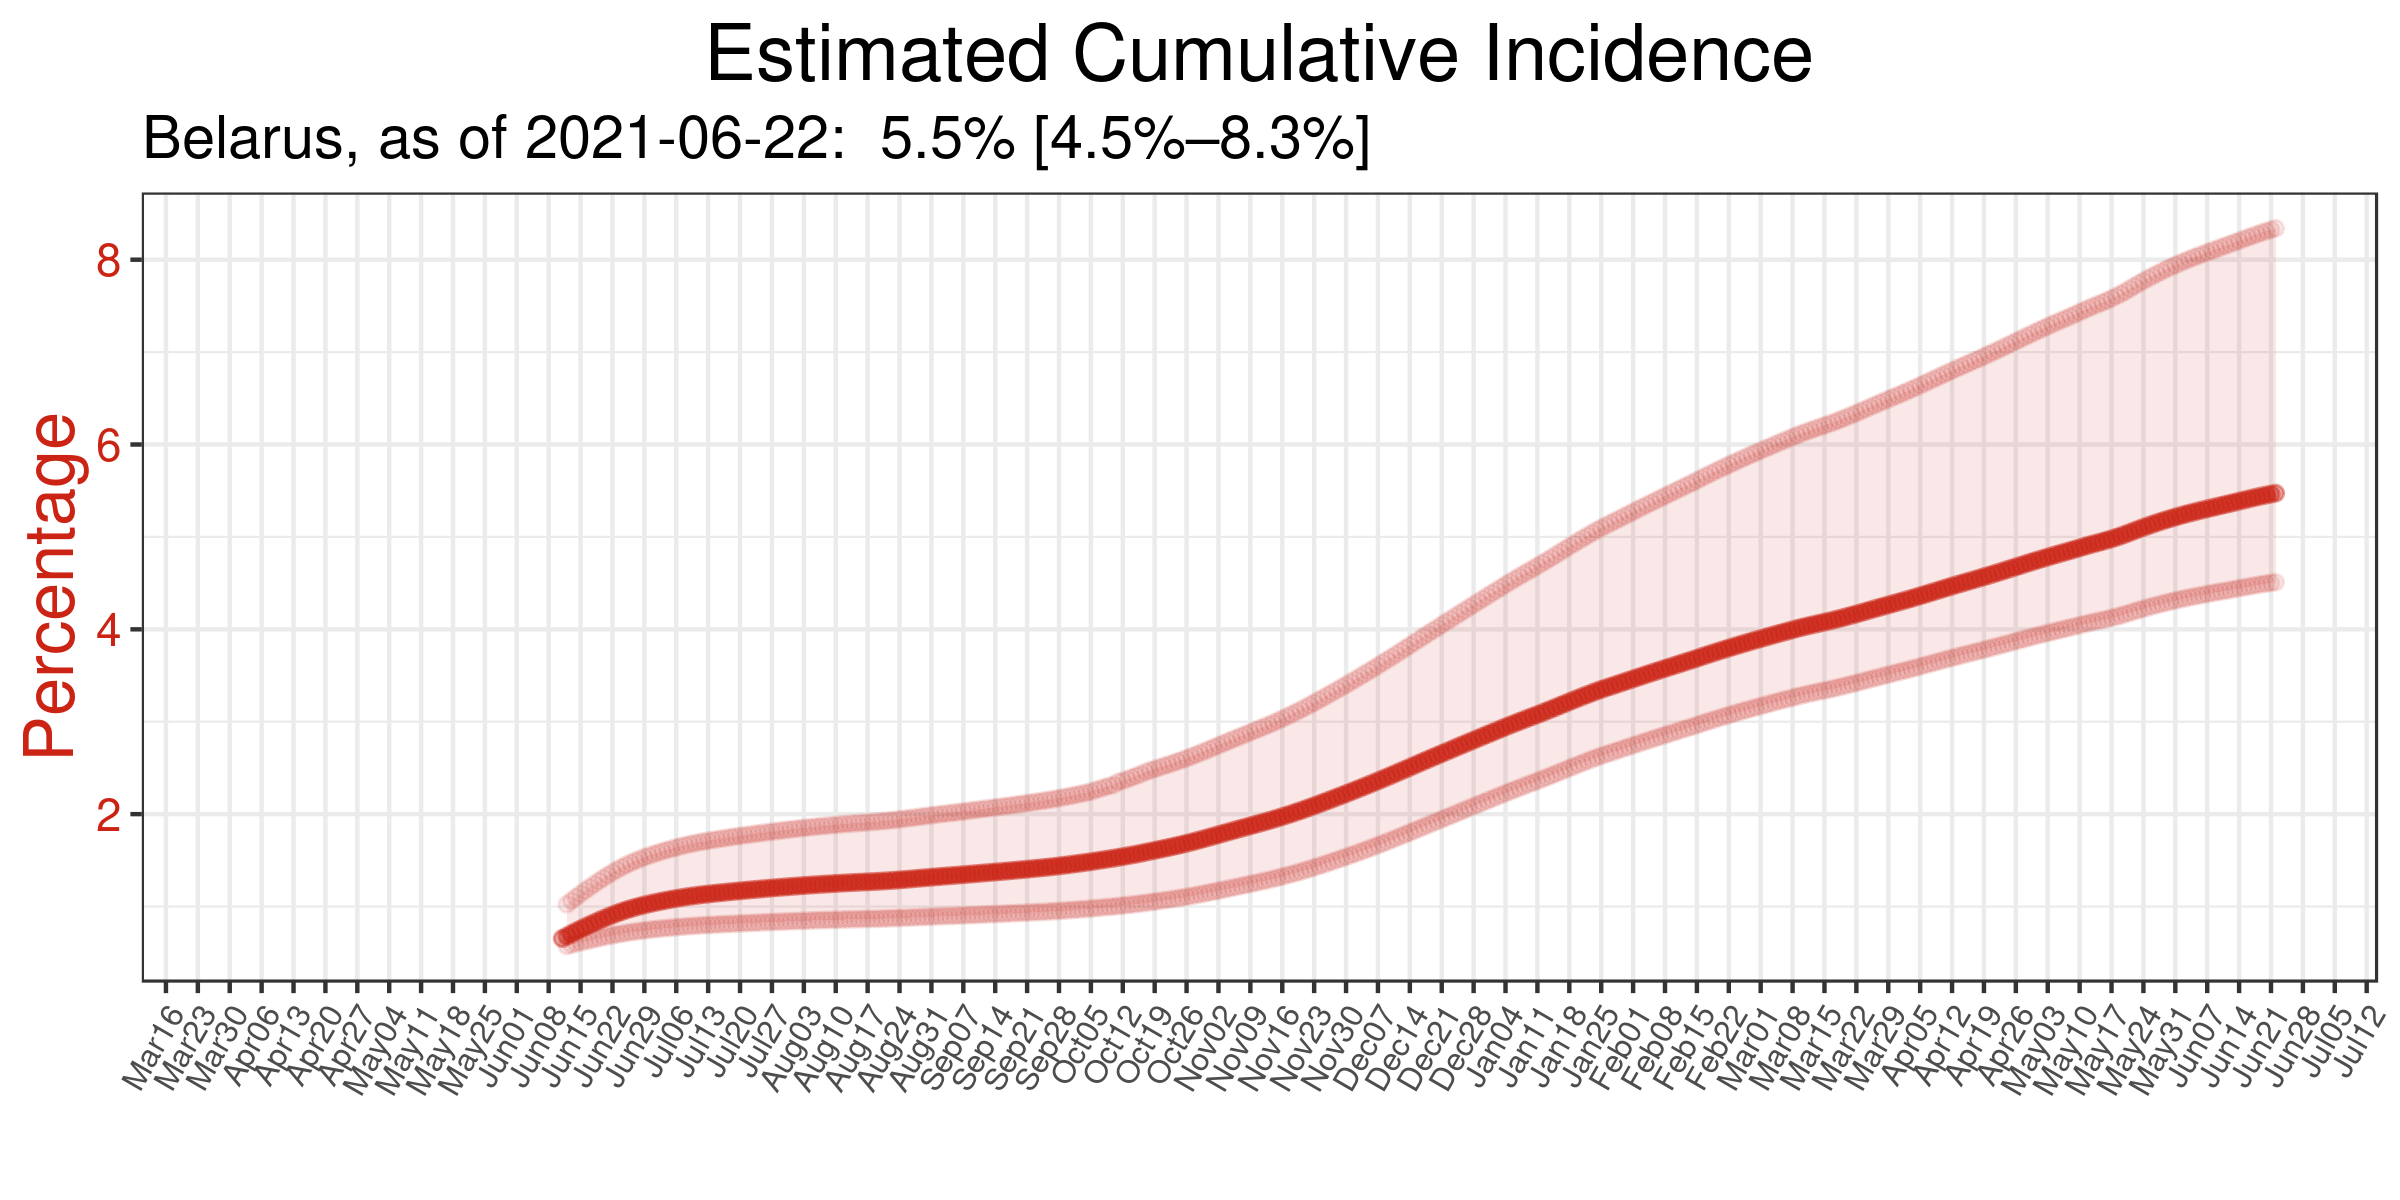 Estimated Cumulative Incidence
Belarus, as of 2021-06-22: 5.5% [4.5%–8.3%]
Percentage
8
6
4
2
Mar16
Mar23
Mar30
Apr06
Apr13
Apr20
Apr27
May04
May11
May18
May25
Jun01
Jun08
Jun15
Jun22
Jun29
Jul06
Jul13
Jul20
Jul27
Aug03
Aug10
Aug17
Aug24
Aug31
Sep07
Sep14
Sep21
Sep28
Oct05
Oct12
Oct19
Oct26
Nov02
Nov09
Nov16
Nov23
Nov30
Dec07
Dec14
Dec21
Dec28
Jan04
Jan11
Jan18
Jan25
Feb01
Feb08
Feb15
Feb22
Mar01
Mar08
Mar15
Mar22
Mar29
Apr05
Apr12
Apr19
Apr26
May03
May10
May17
May24
May31
Jun07
Jun14
Jun21
Jun28
Jul05
Jul12